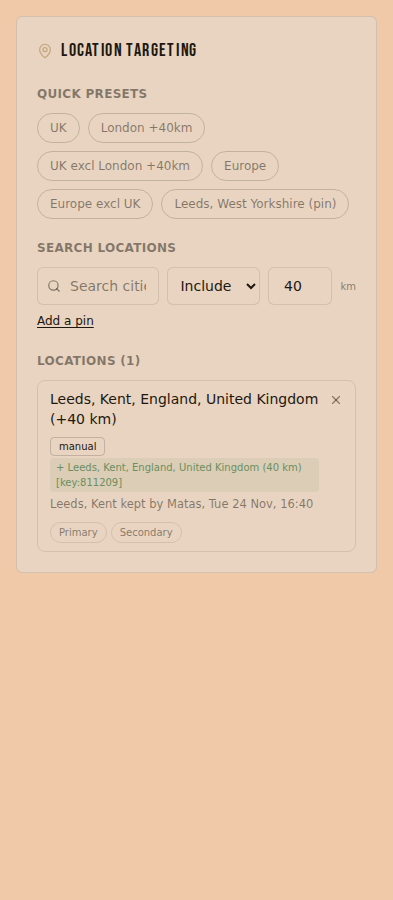 LOCATION TARGETING
QUICK PRESETS
UK
London +40km
UK excl London +40km
Europe
Europe excl UK
Leeds, West Yorkshire (pin)
SEARCH LOCATIONS
Search citi
Include
40
km
Add a pin
LOCATIONS (1)
Leeds, Kent, England, United Kingdom
(+40 km)
manual
+ Leeds, Kent, England, United Kingdom (40 km)
[key:811209]
Leeds, Kent kept by Matas, Tue 24 Nov, 16:40
Primary
Secondary